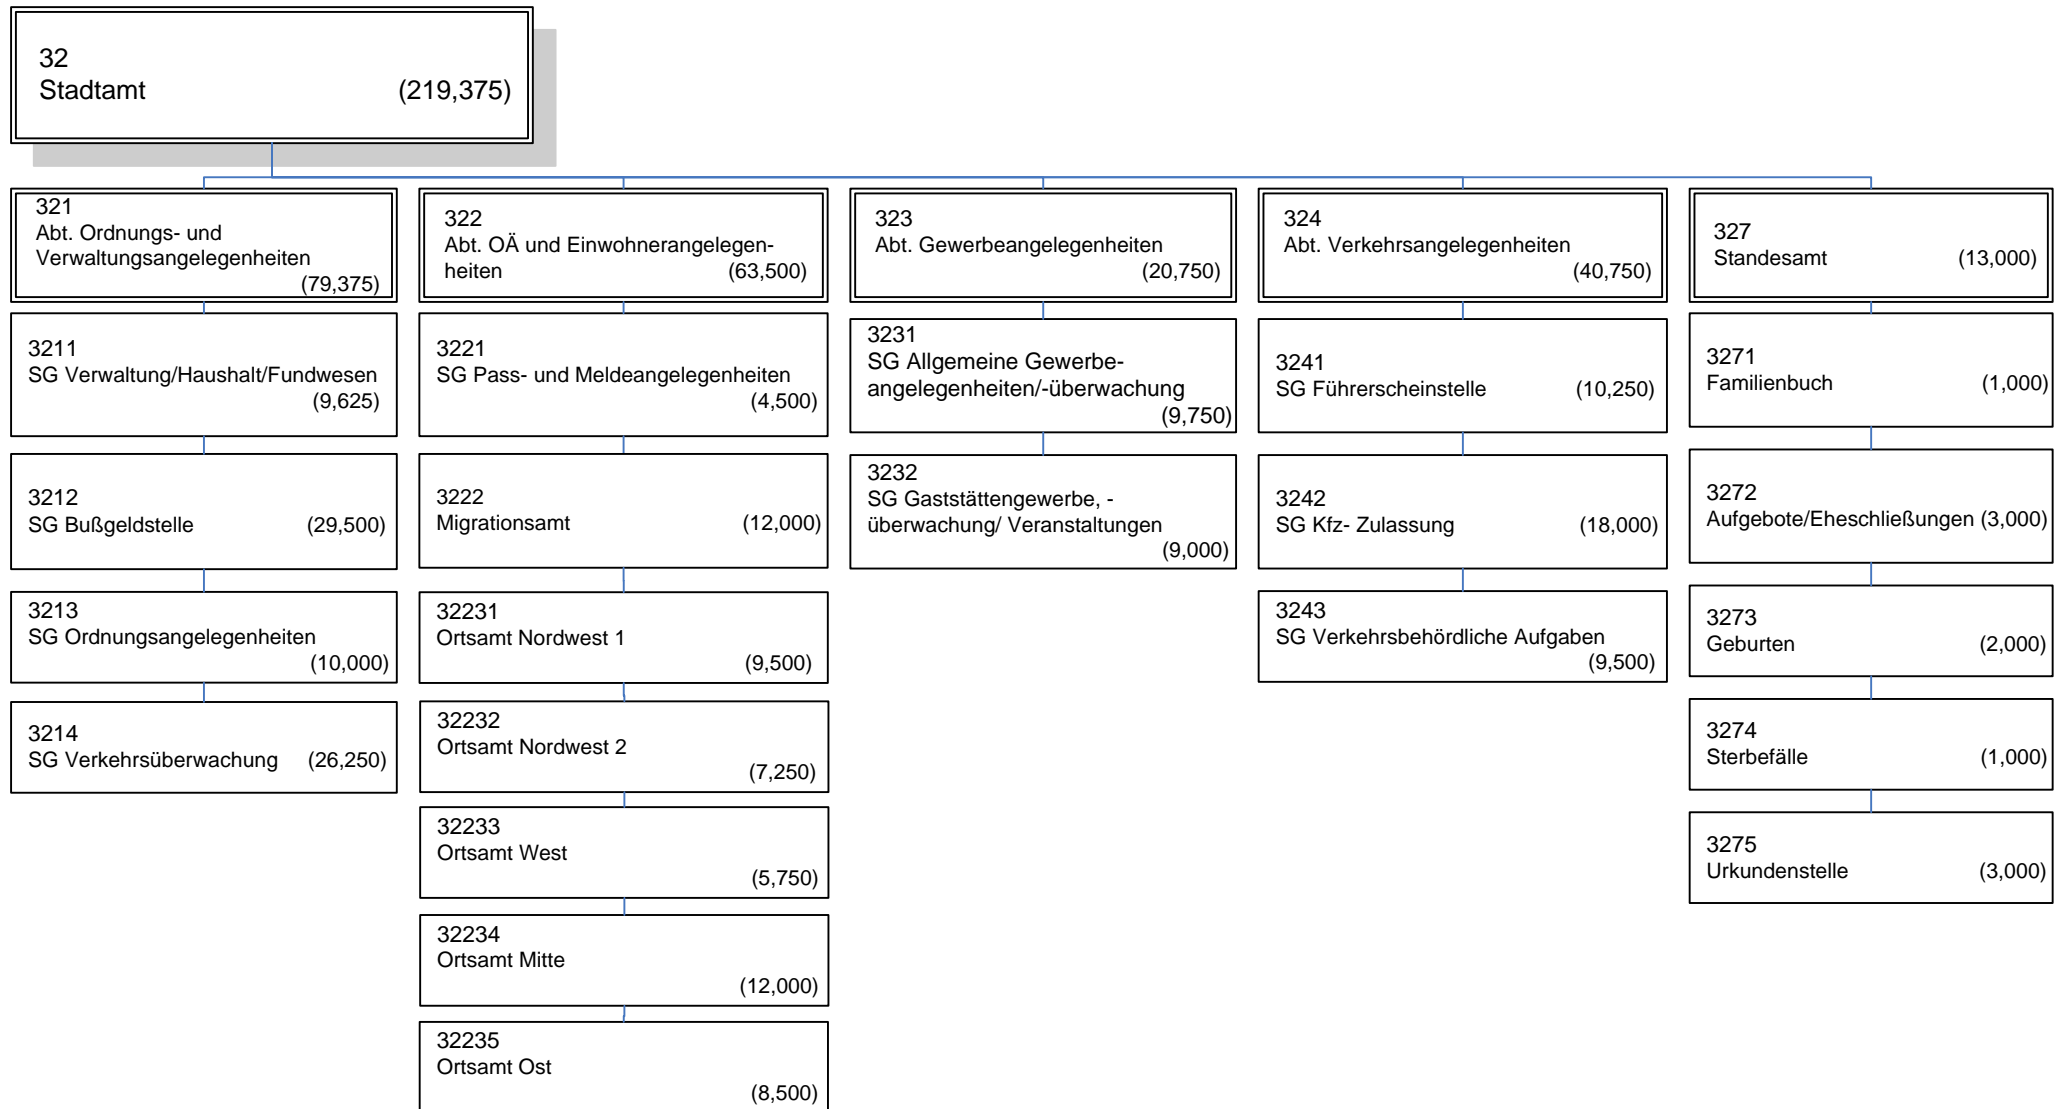 32
Stadtamt (219,375)
321
Abt. Ordnungs- und
Verwaltungsangelegenheiten
(79,375)
3211
SG Verwaltung/Haushalt/Fundwesen
(9,625)
3212
SG Bußgeldstelle (29,500)
3213
SG Ordnungsangelegenheiten
(10,000)
3214
SG Verkehrsüberwachung (26,250)
322
Abt. OÄ und Einwohnerangelegen-
heiten (63,500)
3221
SG Pass- und Meldeangelegenheiten
(4,500)
3222
Migrationsamt (12,000)
32231
Ortsamt Nordwest 1
(9,500)
32232
Ortsamt Nordwest 2
(7,250)
32233
Ortsamt West
(5,750)
32234
Ortsamt Mitte
(12,000)
32235
Ortsamt Ost
(8,500)
323
Abt. Gewerbeangelegenheiten
(20,750)
3231
SG Allgemeine Gewerbe-
angelegenheiten/-überwachung
(9,750)
3232
SG Gaststättengewerbe, -
überwachung/ Veranstaltungen
(9,000)
324
Abt. Verkehrsangelegenheiten
(40,750)
3241
SG Führerscheinstelle (10,250)
3242
SG Kfz- Zulassung (18,000)
3243
SG Verkehrsbehördliche Aufgaben
(9,500)
327
Standesamt (13,000)
3271
Familienbuch (1,000)
3272
Aufgebote/Eheschließungen (3,000)
3273
Geburten (2,000)
3274
Sterbefälle (1,000)
3275
Urkundenstelle (3,000)